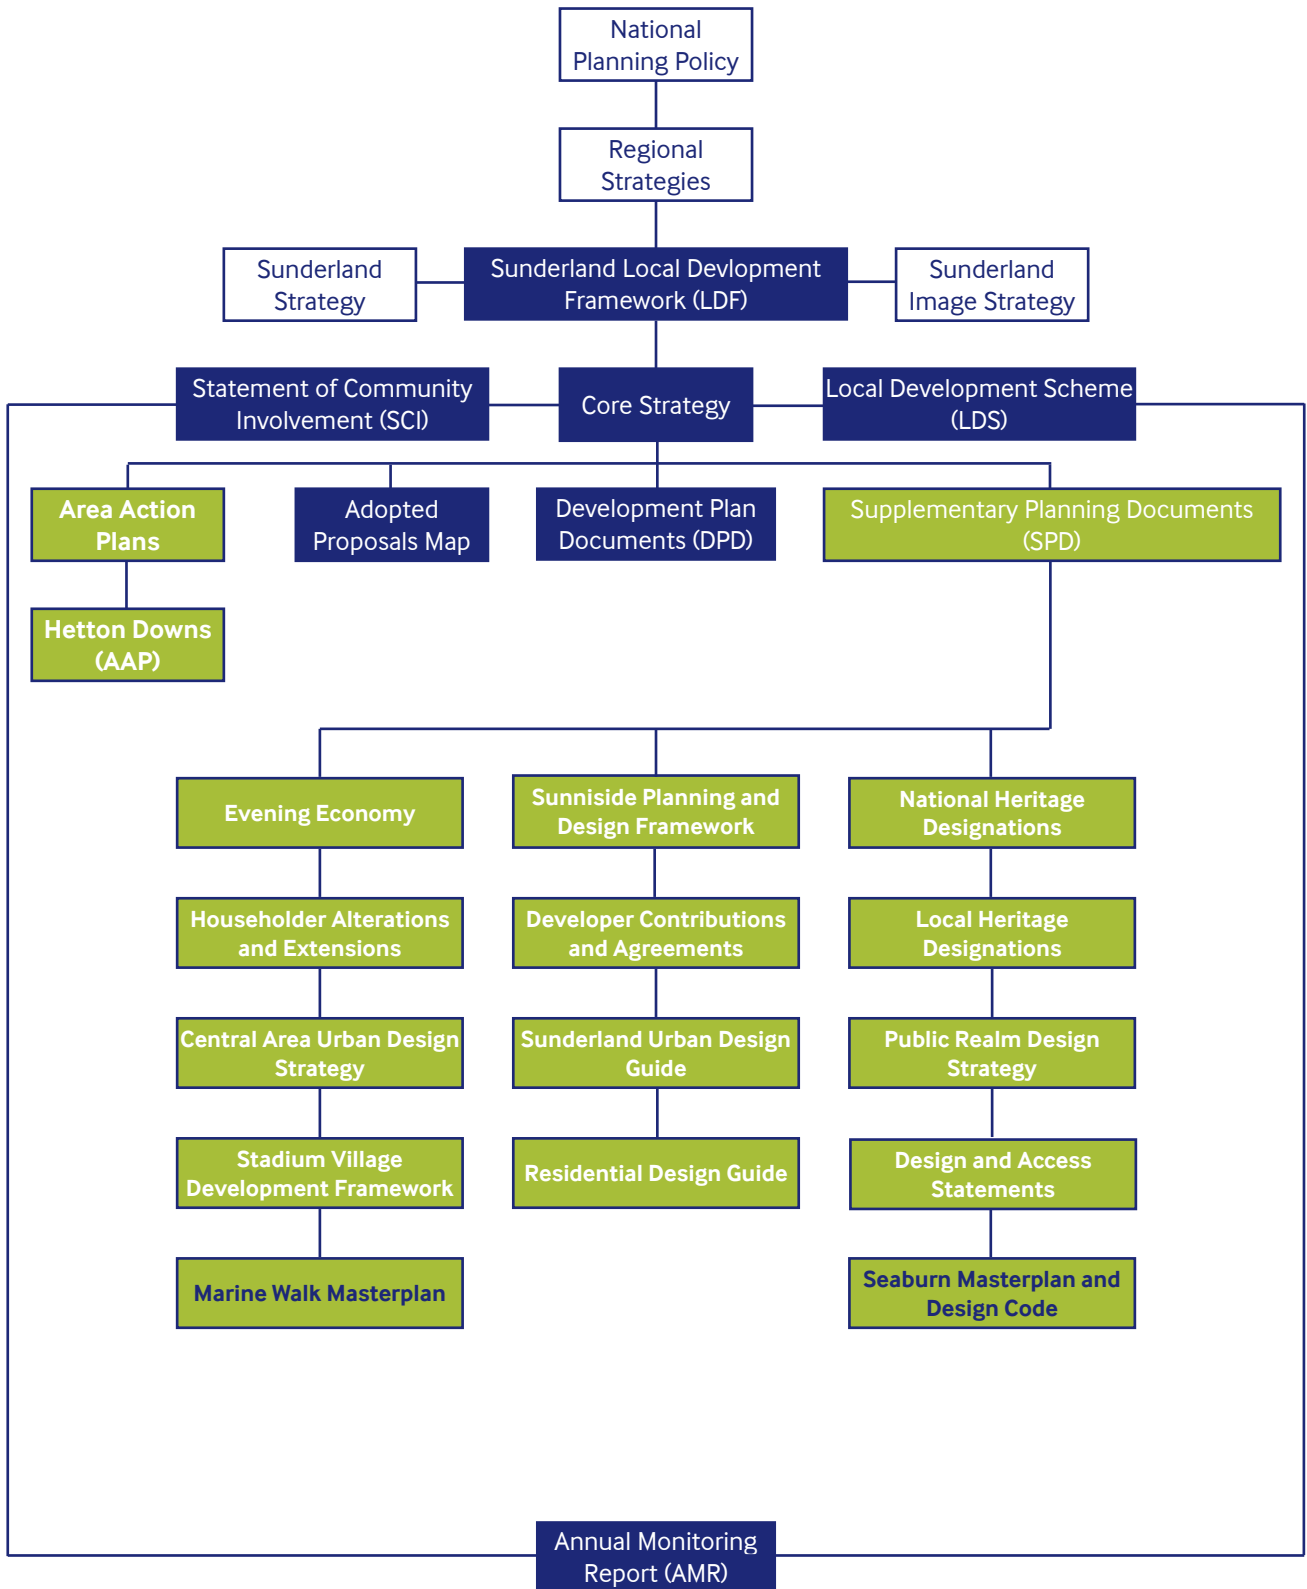 National
Planning Policy
Regional
Strategies
Sunderland
Strategy
Sunderland Local Devlopment
Framework (LDF)
Sunderland
Image Strategy
Statement of Community
Involvement (SCI)
Core Strategy
Local Development Scheme
(LDS)
Area Action
Plans
Adopted
Proposals Map
Development Plan
Documents (DPD)
Supplementary Planning Documents
(SPD)
Hetton Downs
(AAP)
Evening Economy
Sunniside Planning and
Design Framework
National Heritage
Designations
Householder Alterations
and Extensions
Developer Contributions
and Agreements
Local Heritage
Designations
Central Area Urban Design
Strategy
Sunderland Urban Design
Guide
Public Realm Design
Strategy
Stadium Village
Development Framework
Residential Design Guide
Design and Access
Statements
Marine Walk Masterplan
Seaburn Masterplan and
Design Code
Annual Monitoring
Report (AMR)